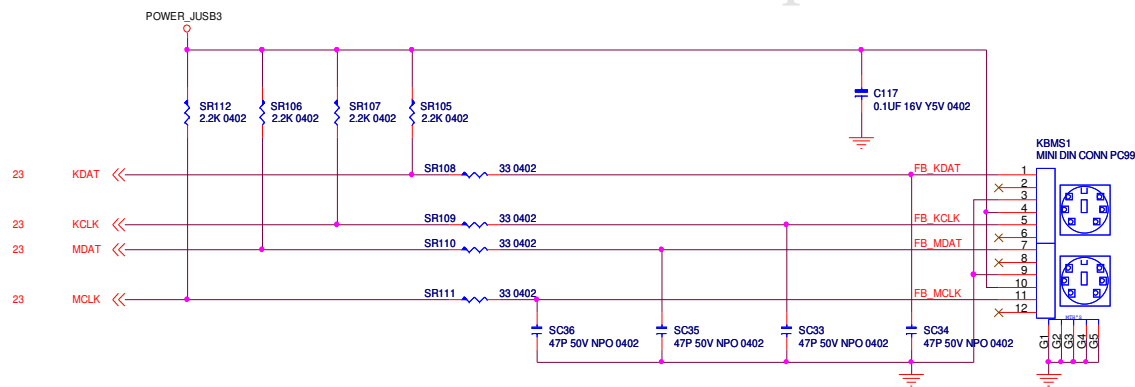 POWER_JUSB3
SR112
2.2K 0402
SR106
2.2K 0402
SR107
2.2K 0402
SR105
2.2K 0402
C117
0.1UF 16V Y5V 0402
KBMS1
MINI DIN CONN PC99
23 KDAT SR108 33 0402 FB_KDAT 1
2
3
4
23 KCLK SR109 33 0402 FB_KCLK 5
6
23 MDAT SR110 33 0402 FB_MDAT 7
8
9
10
23 MCLK SR111 33 0402 FB_MCLK 11
12
SC36
47P 50V NPO 0402
SC35
47P 50V NPO 0402
SC33
47P 50V NPO 0402
SC34
47P 50V NPO 0402
G1
G2
G3
G4
G5